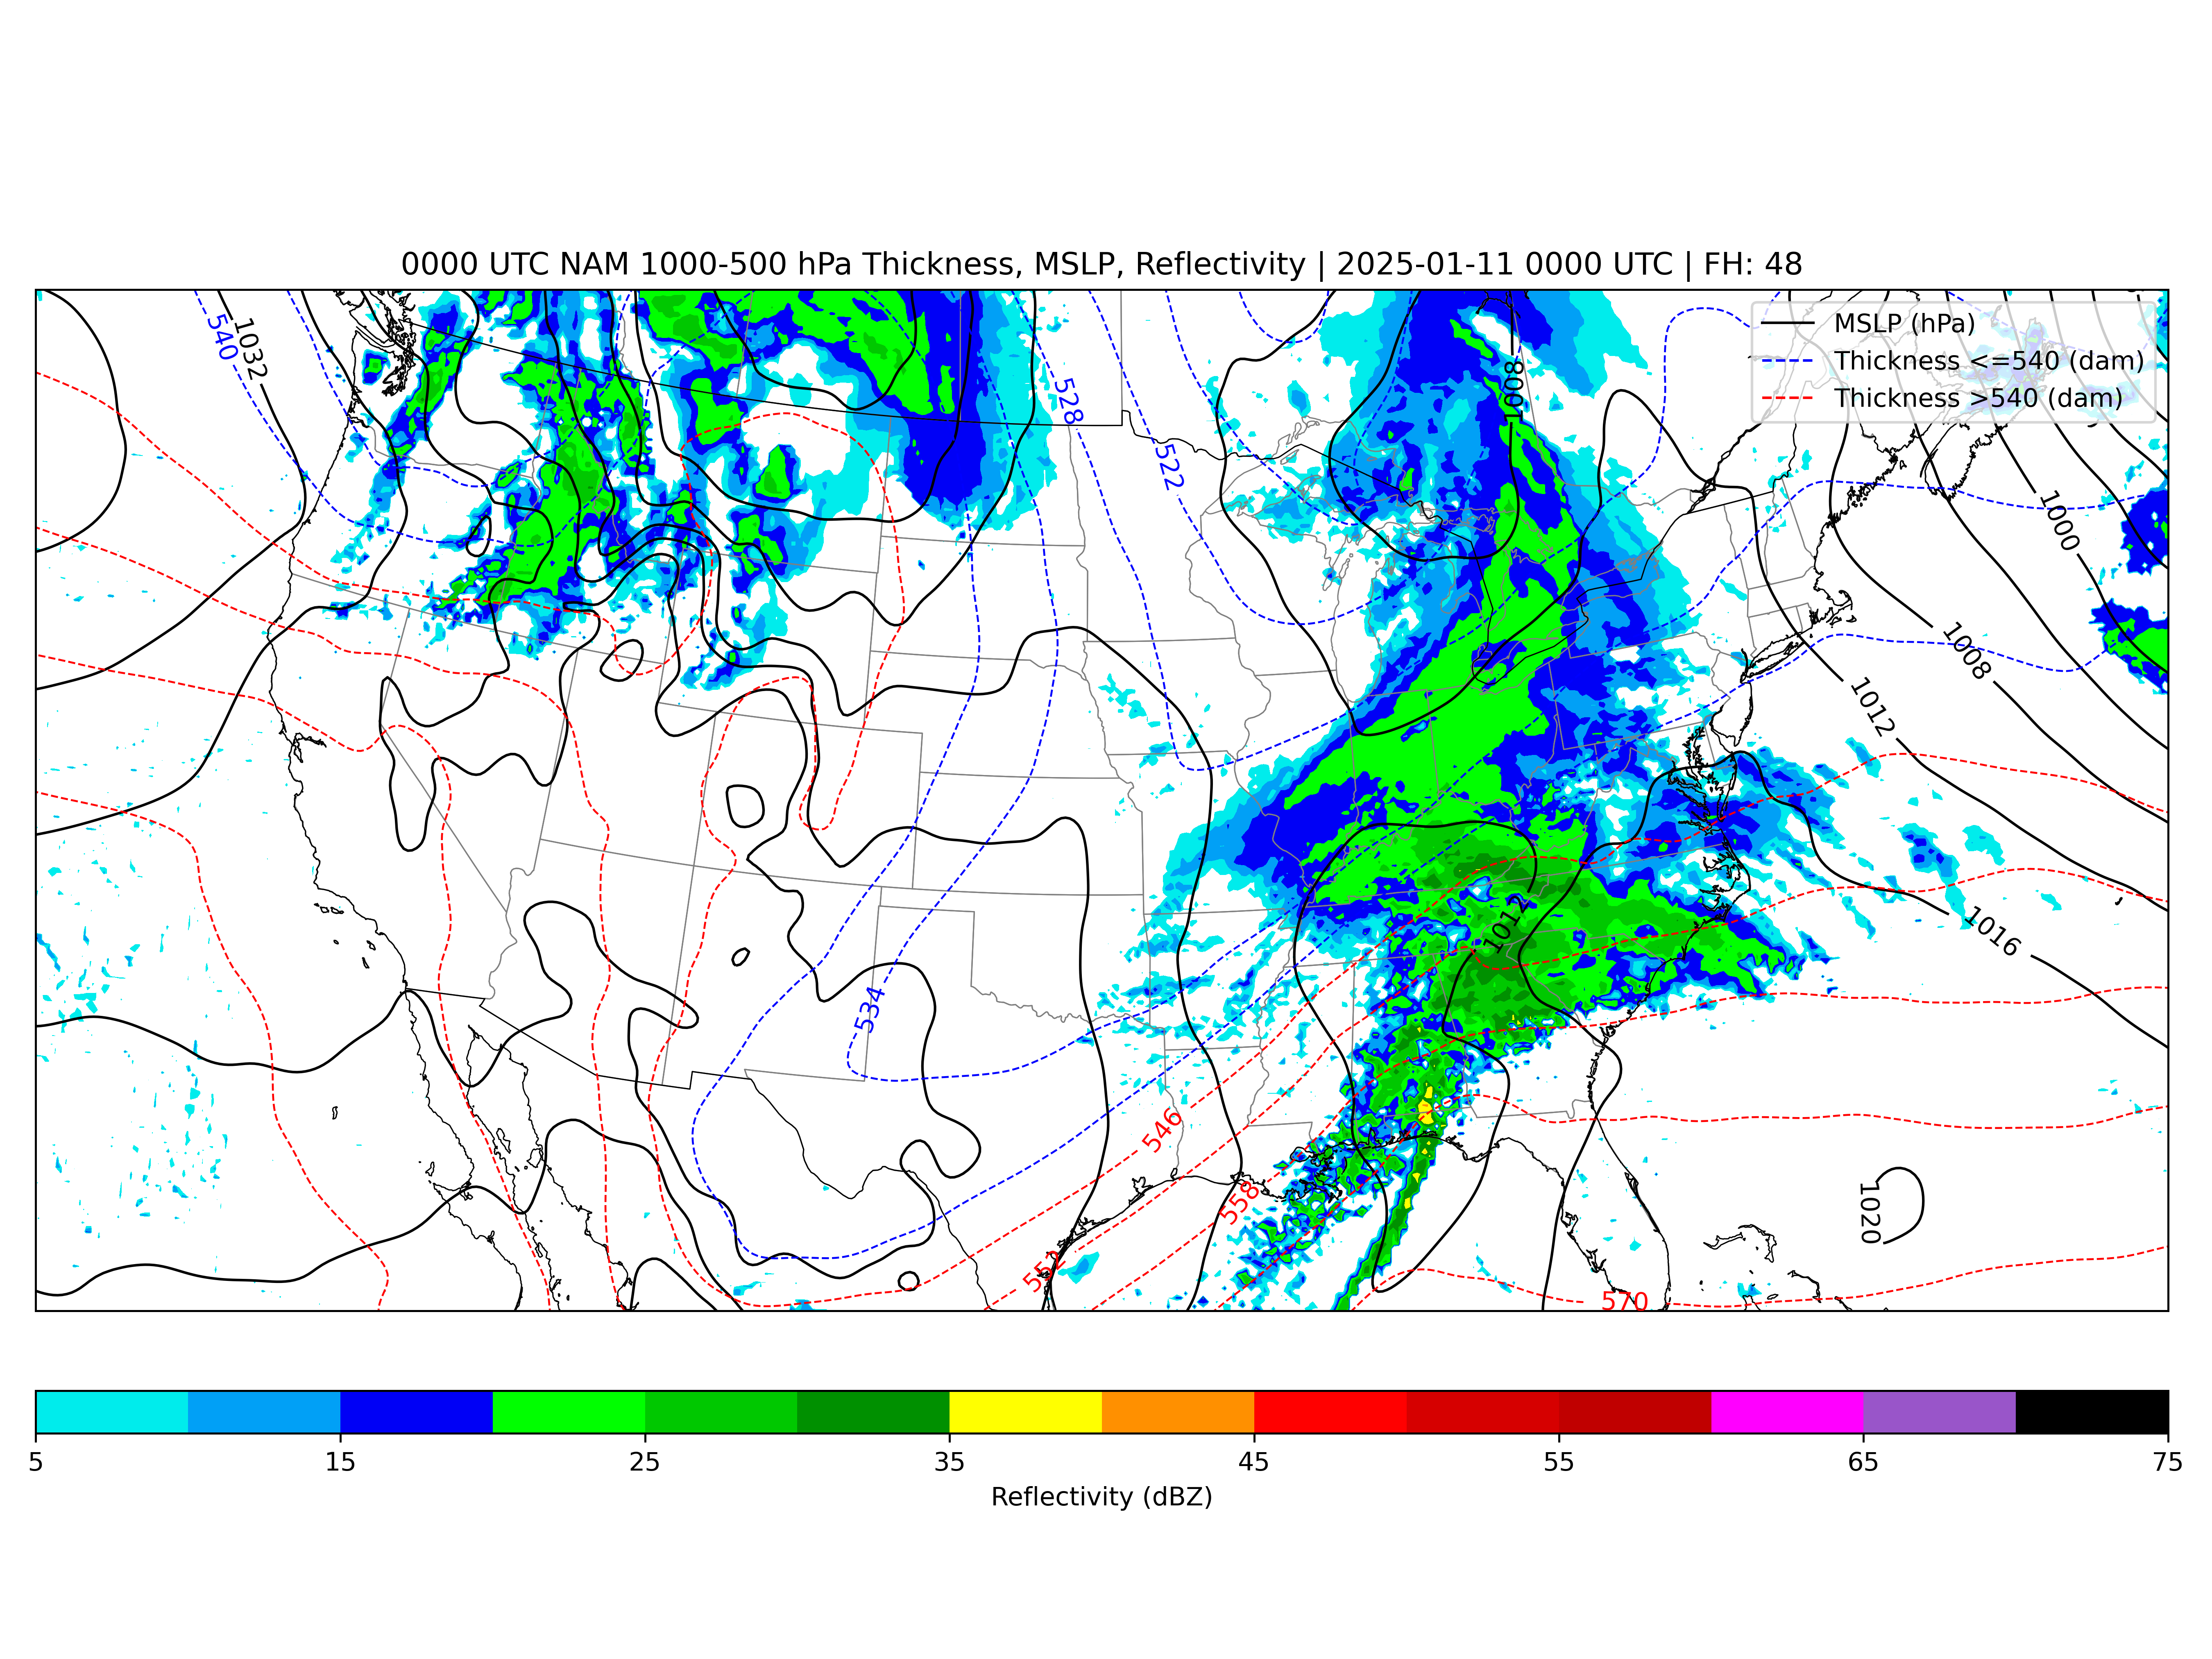 0000 UTC NAM 1000-500 hPa Thickness, MSLP, Reflectivity | 2025-01-11 0000 UTC | FH: 48
MSLP (hPa)
Thickness <=540 (dam)
Thickness >540 (dam)
540
1032
528
522
1008
1000
1008
1012
1016
1012
534
546
558
552
1020
570
5 15 25 35 45 55 65 75
Reflectivity (dBZ)